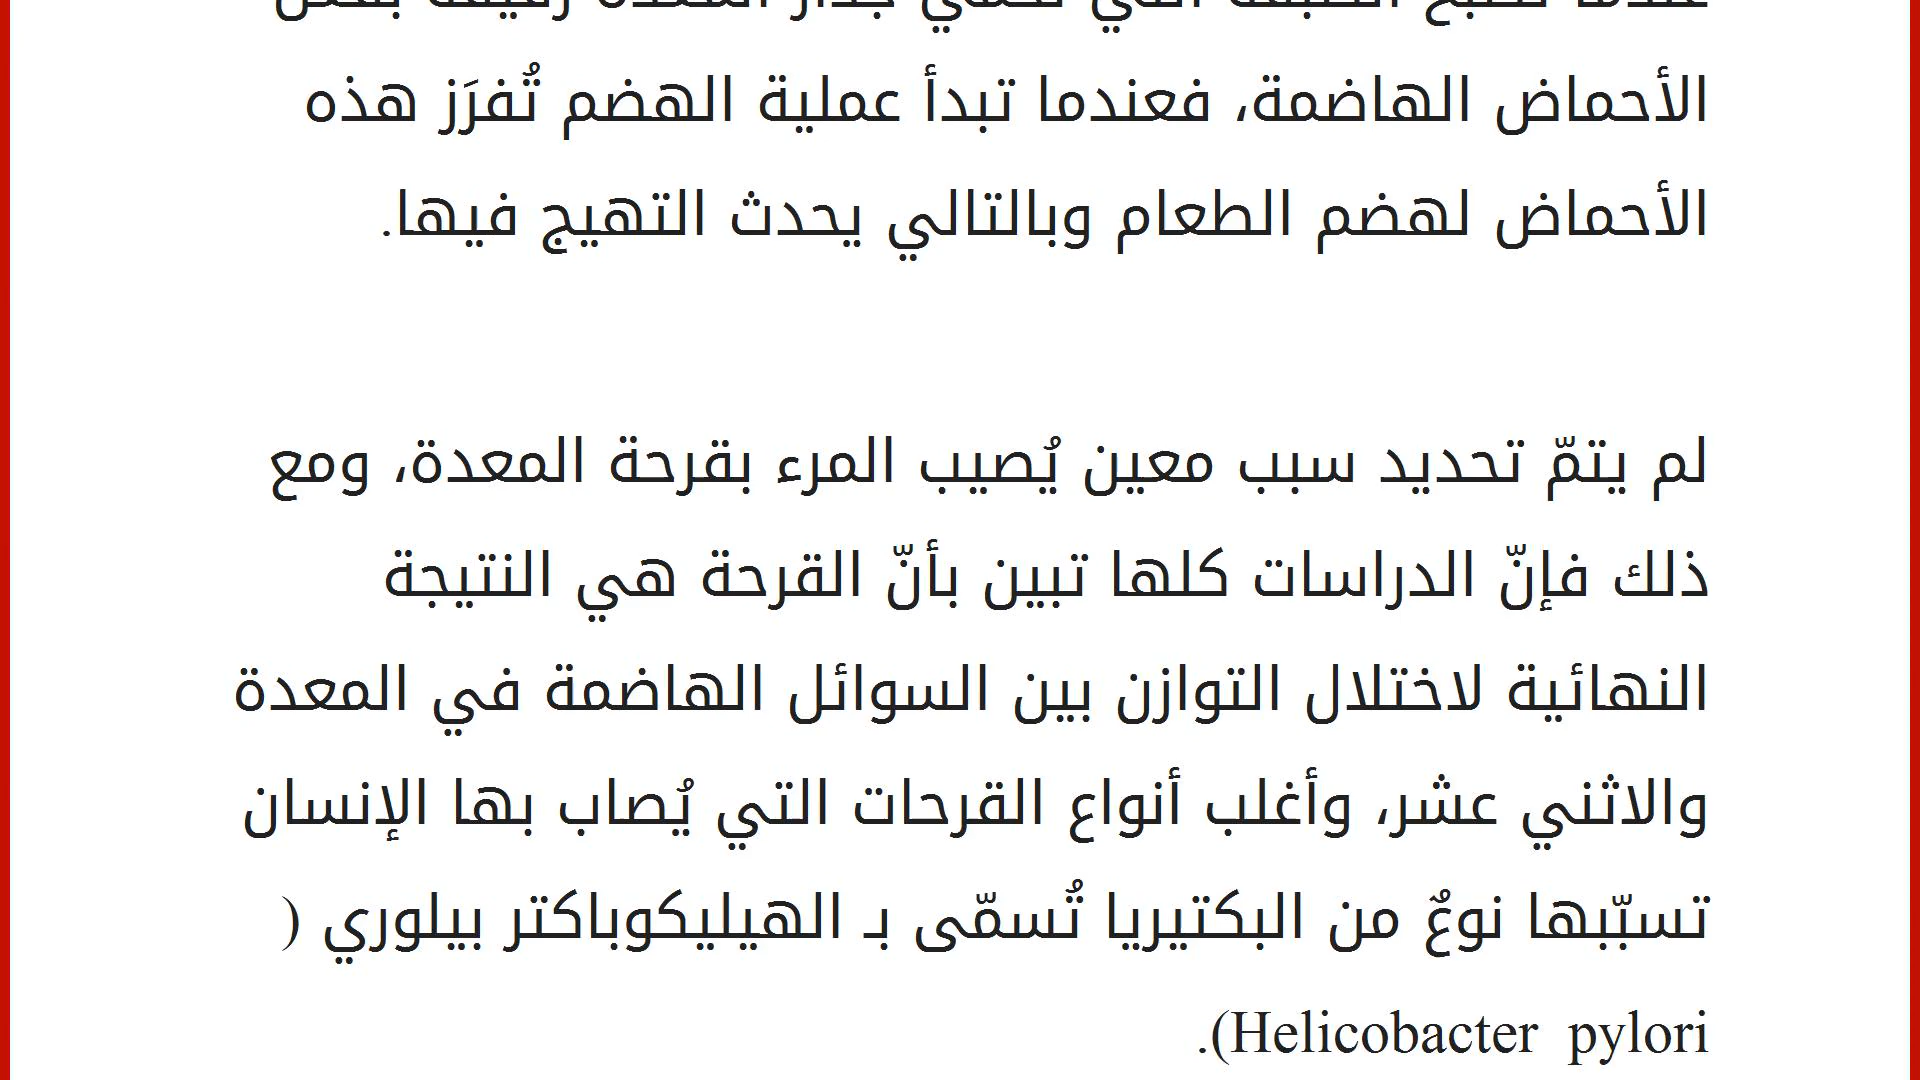 الأحماض الهاضمة، فعندما تبدأ عملية الهضم تُفرَز هذه
الأحماض لهضم الطعام وبالتالي يحدث التهيج فيها.
لم يتمّ تحديد سبب معين يُصيب المرء بقرحة المعدة، ومع
ذلك فإنّ الدراسات كلها تبين بأنّ القرحة هي النتيجة
النهائية لاختلال التوازن بين السوائل الهاضمة في المعدة
والاثني عشر، وأغلب أنواع القرحات التي يُصاب بها الإنسان
تسبّبها نوعٌ من البكتيريا تُسمّى بـ الهيليكوباكتر بيلوري (
Helicobacter pylori).